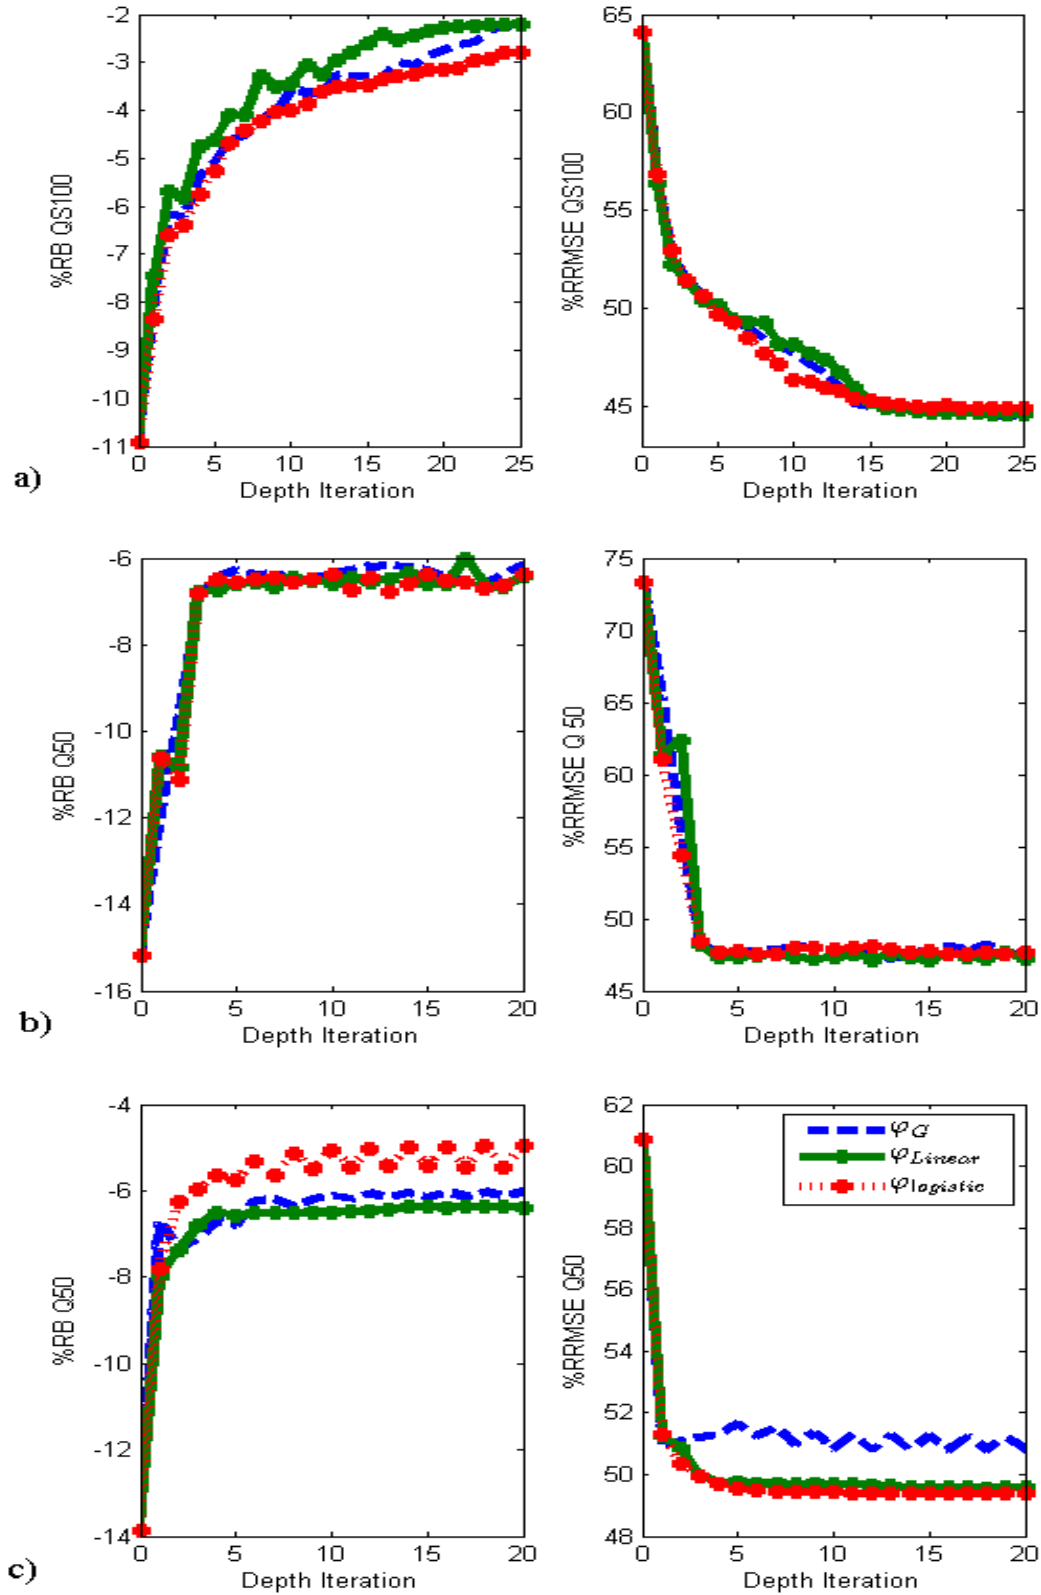 -2
-3
-4
-5
-6
-7
-8
-9
-10
-11
0 5 10 15 20 25
%RB QS100
Depth Iteration
65
60
55
50
45
0 5 10 15 20 25
%RRMSE QS100
Depth Iteration
a)
-6
-8
-10
-12
-14
-16
0 5 10 15 20
%RB Q50
Depth Iteration
75
70
65
60
55
50
45
0 5 10 15 20
%RRMSE Q 50
Depth Iteration
b)
-4
-6
-8
-10
-12
-14
0 5 10 15 20
%RB Q50
Depth Iteration
62
60
58
56
54
52
50
48
0 5 10 15 20
%RRMSE Q50
Depth Iteration
φG
φLinear
φlogistic
c)